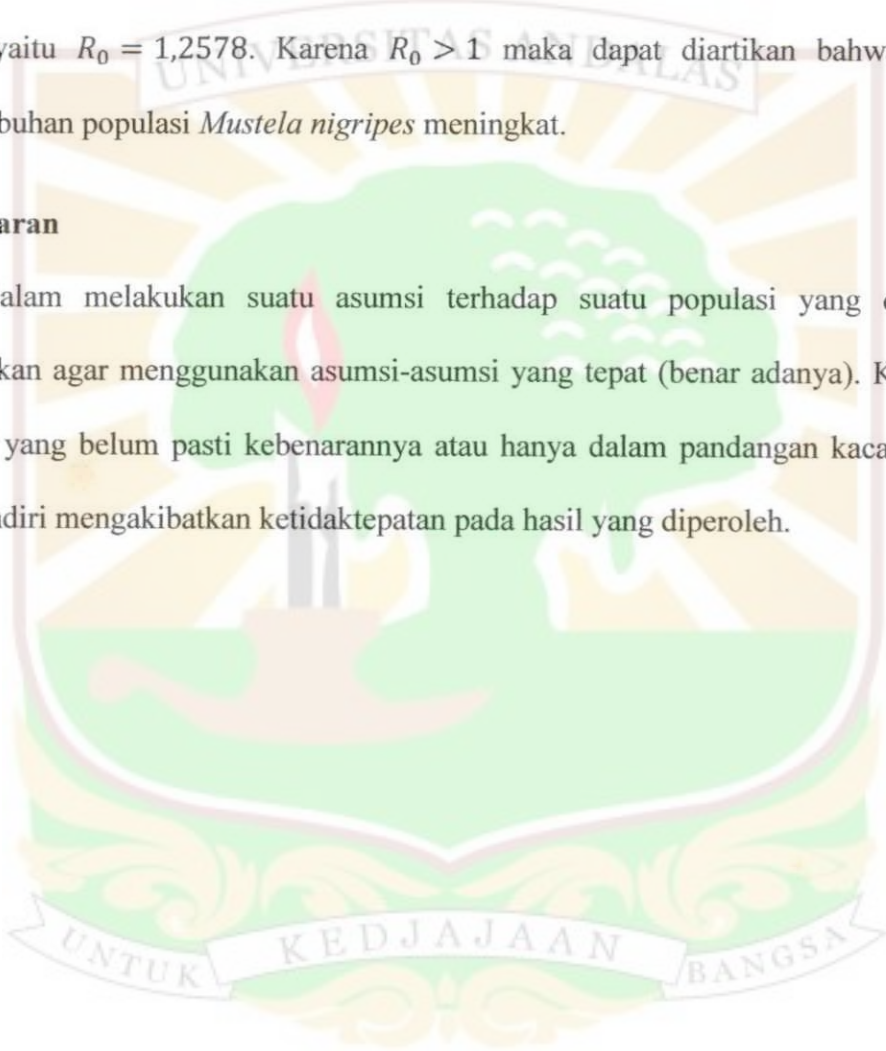 yaitu R₀ = 1,2578. Karena R₀ > 1 maka dapat diartikan bahw
UNIVERSITAS ANDALAS
buhan populasi Mustela nigripes meningkat.
aran
alam melakukan suatu asumsi terhadap suatu populasi yang
kan agar menggunakan asumsi-asumsi yang tepat (benar adanya). K
yang belum pasti kebenarannya atau hanya dalam pandangan kaca
diri mengakibatkan ketidaktepatan pada hasil yang diperoleh.
UNTUK KEDJAJAAN BANGSA